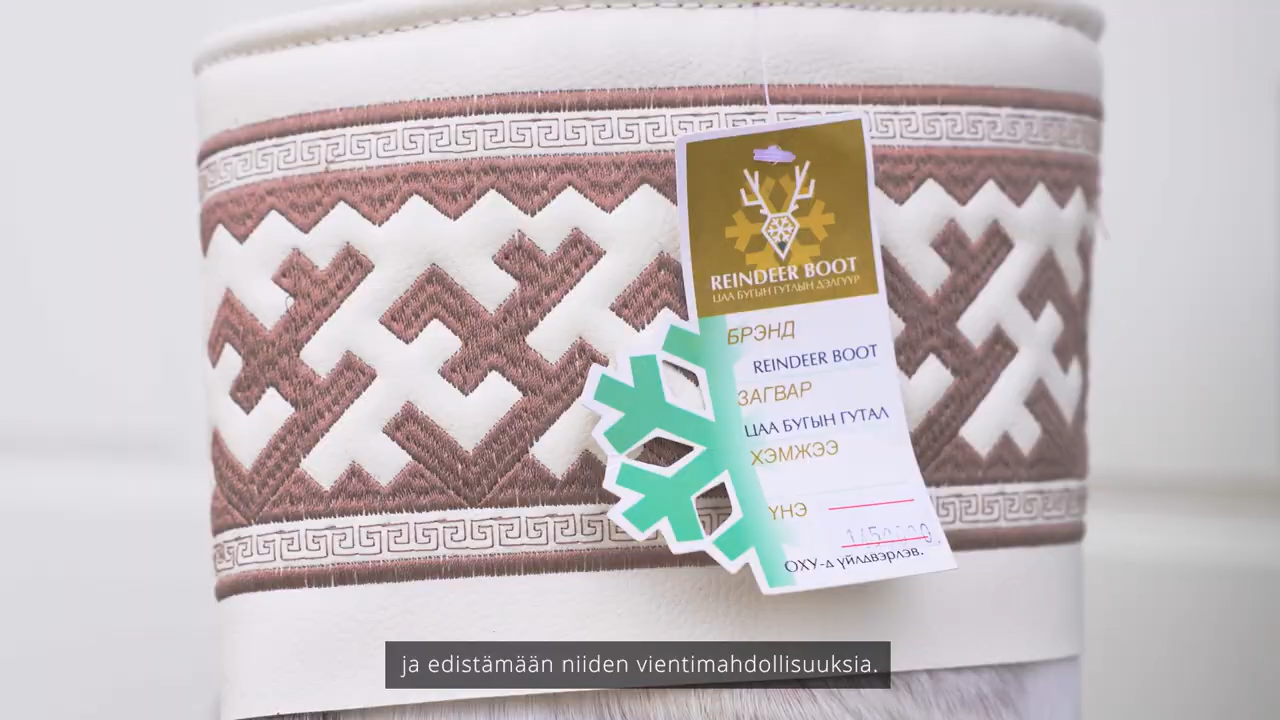 REINDEER BOOT
ЦАА БУГЫН ГУТЛЫН ДЭЛГҮҮР
БРЭНД
REINDEER BOOT
ЗАГВАР
ЦАА БУГЫН ГУТАЛ
ХЭМЖЭЭ
ҮНЭ
ОХУ-д үйлдвэрлэв.
ja edistämään niiden vientimahdollisuuksia.